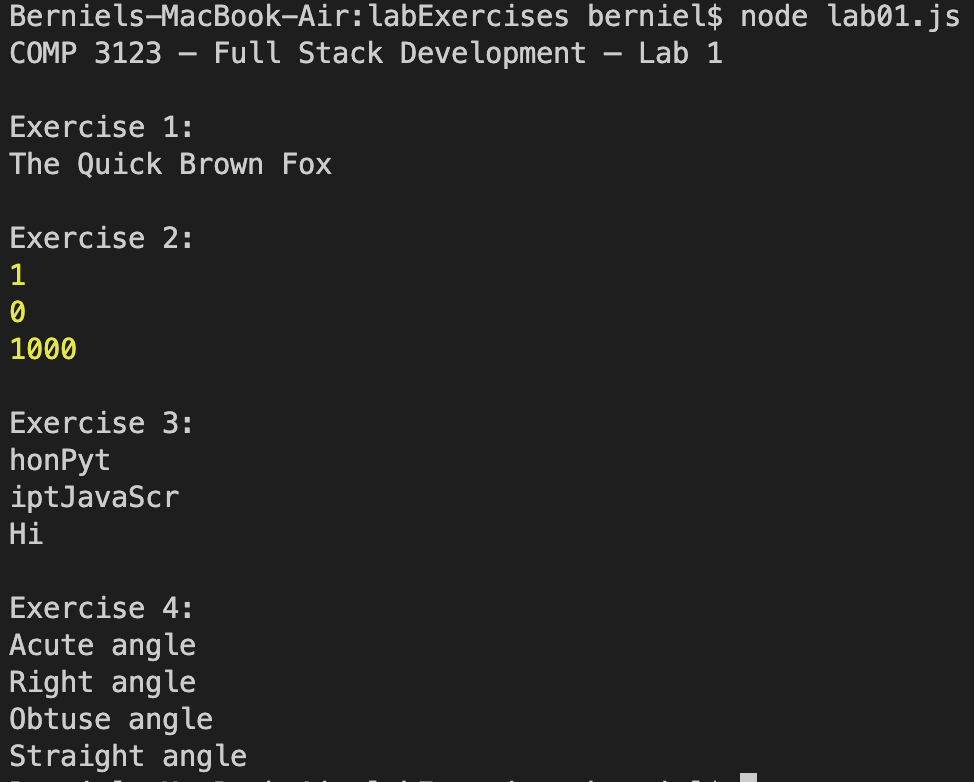 Berniels-MacBook-Air:labExercises berniel$ node lab01.js
COMP 3123 – Full Stack Development – Lab 1
Exercise 1:
The Quick Brown Fox
Exercise 2:
1
0
1000
Exercise 3:
honPyt
iptJavaScr
Hi
Exercise 4:
Acute angle
Right angle
Obtuse angle
Straight angle